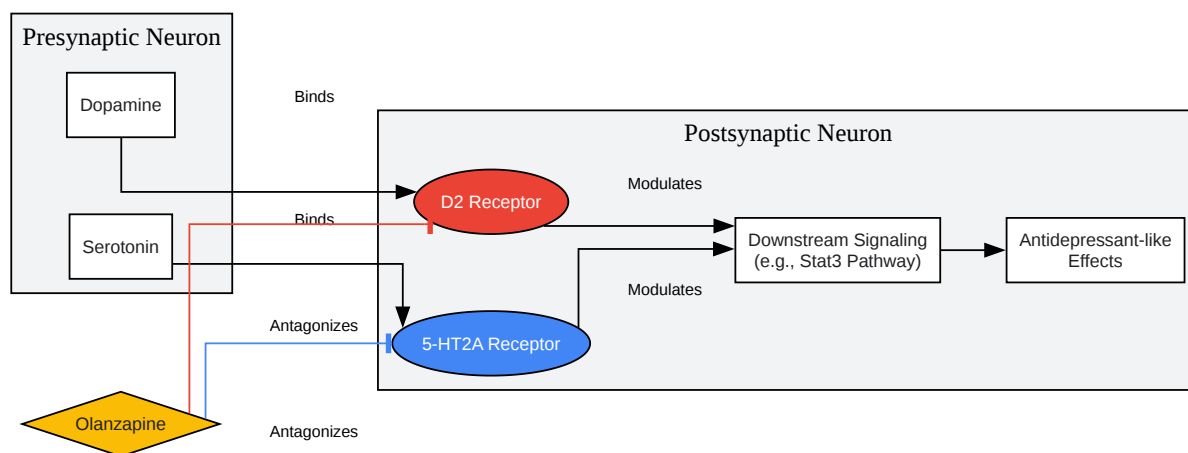 Presynaptic Neuron
Dopamine
Binds
Postsynaptic Neuron
D2 Receptor
Modulates
Binds
Serotonin
Downstream Signaling
(e.g., Stat3 Pathway)
Antidepressant-like
Effects
Modulates
Antagonizes
5-HT2A Receptor
Olanzapine
Antagonizes